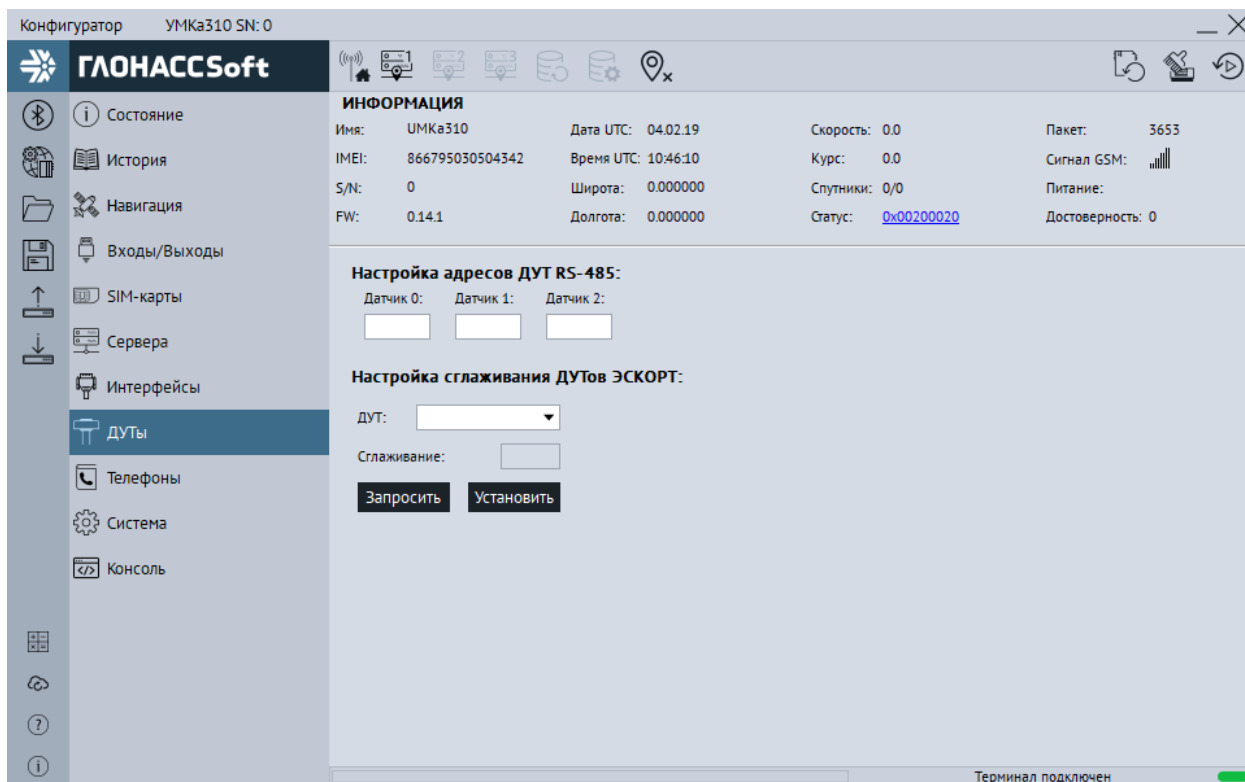 Конфигуратор УМКа310 SN: 0
ГЛОНАССSoft
1 2 3
Состояние
История
Навигация
Входы/Выходы
SIM-карты
Сервера
Интерфейсы
ДУТы
Телефоны
Система
Консоль
ИНФОРМАЦИЯ
Имя: UMKa310 Дата UTC: 04.02.19 Скорость: 0.0 Пакет: 3653
IMEI: 866795030504342 Время UTC: 10:46:10 Курс: 0.0 Сигнал GSM:
S/N: 0 Широта: 0.000000 Спутники: 0/0 Питание:
FW: 0.14.1 Долгота: 0.000000 Статус: 0x00200020 Достоверность: 0
Настройка адресов ДУТ RS-485:
Датчик 0: Датчик 1: Датчик 2:
Настройка сглаживания ДУТов ЭСКОРТ:
ДУТ:
Сглаживание:
Запросить Установить
Терминал подключен